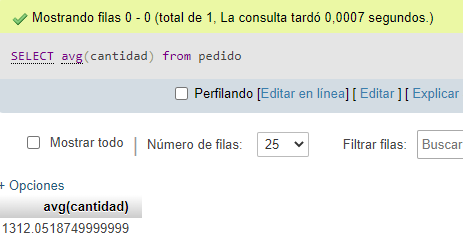 Mostrando filas 0 - 0 (total de 1, La consulta tardó 0,0007 segundos.)
SELECT avg(cantidad) from pedido
Perfilando [Editar en línea] [ Editar ] [ Explicar
Mostrar todo | Número de filas: 25 Filtrar filas: Buscar
+ Opciones
avg(cantidad)
1312.0518749999999